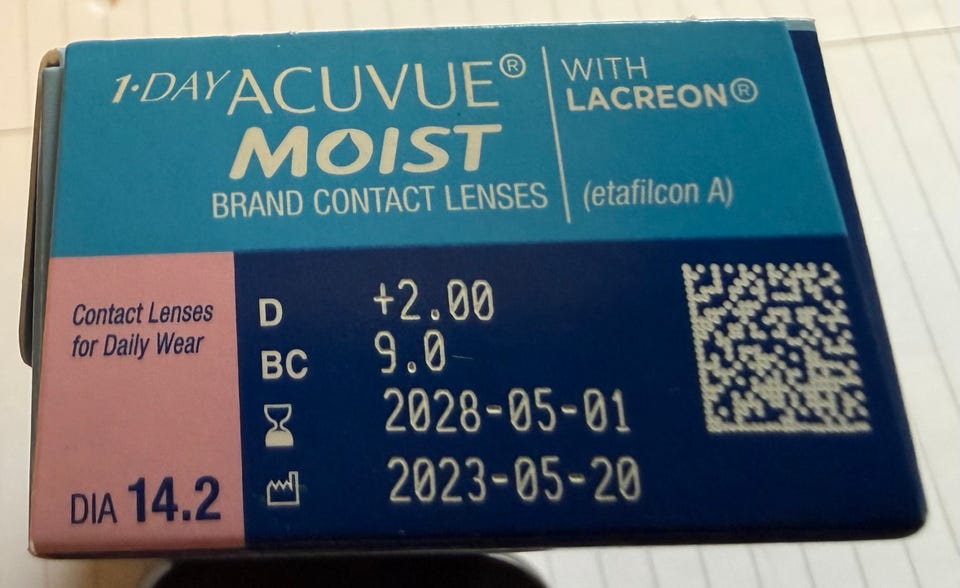 1·DAY ACUVUE®
MOIST
BRAND CONTACT LENSES
WITH
LACREON®
(etafilcon A)
Contact Lenses
for Daily Wear
DIA 14.2
D +2.00
BC 9.0
2028-05-01
2023-05-20